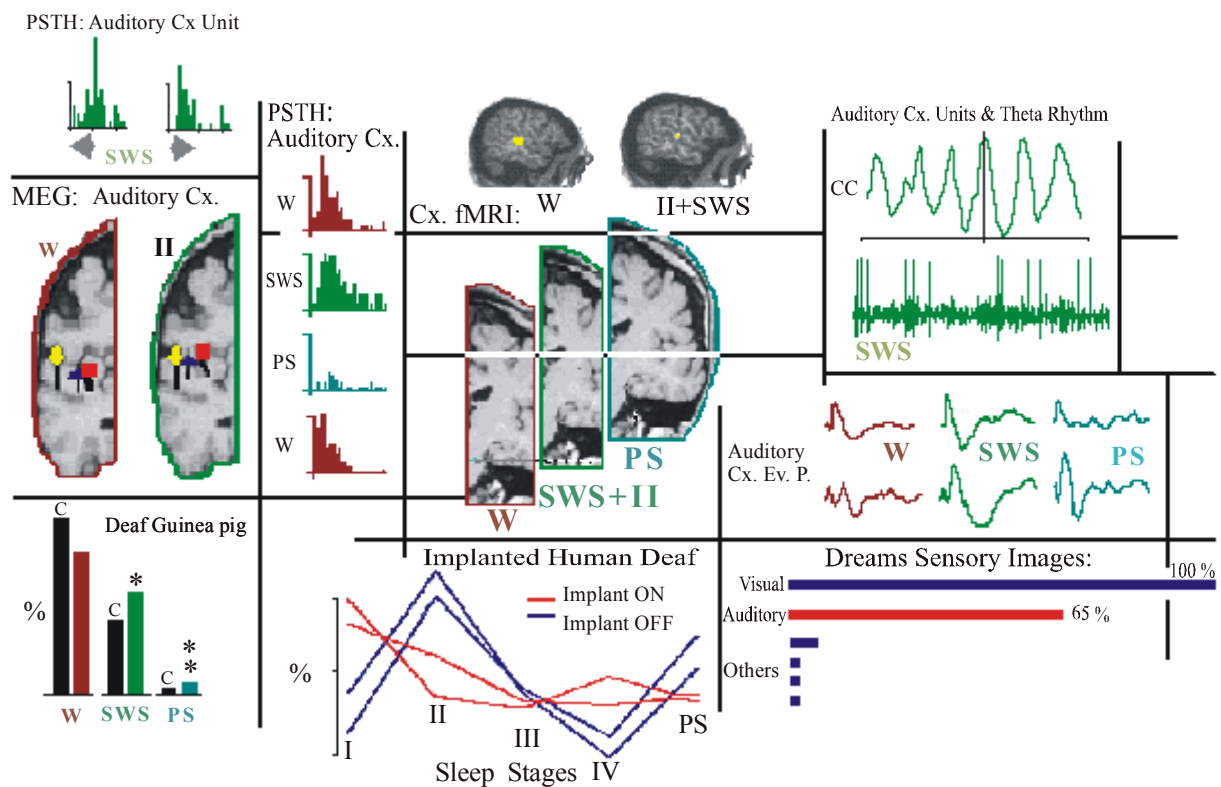 PSTH: Auditory Cx Unit
SWS
MEG: Auditory Cx.
W
II
PSTH:
Auditory Cx.
W
SWS
PS
W
W
II+SWS
Cx. fMRI:
PS
SWS+II
W
Auditory Cx. Units & Theta Rhythm
CC
SWS
Auditory
Cx. Ev. P.
W
SWS
PS
Deaf Guinea pig
%
C
C
*
C
*
*
W
SWS
PS
Implanted Human Deaf
Implant ON
Implant OFF
%
I
II
III
IV
PS
Sleep Stages
Dreams Sensory Images:
Visual
100 %
Auditory
65 %
Others